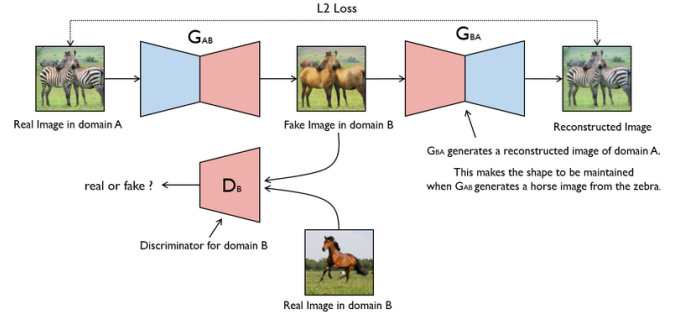 L2 Loss
GAB
GBA
Real Image in domain A
Fake Image in domain B
Reconstructed Image
GBA generates a reconstructed image of domain A.
This makes the shape to be maintained
when GAB generates a horse image from the zebra.
real or fake ?
DB
Discriminator for domain B
Real Image in domain B